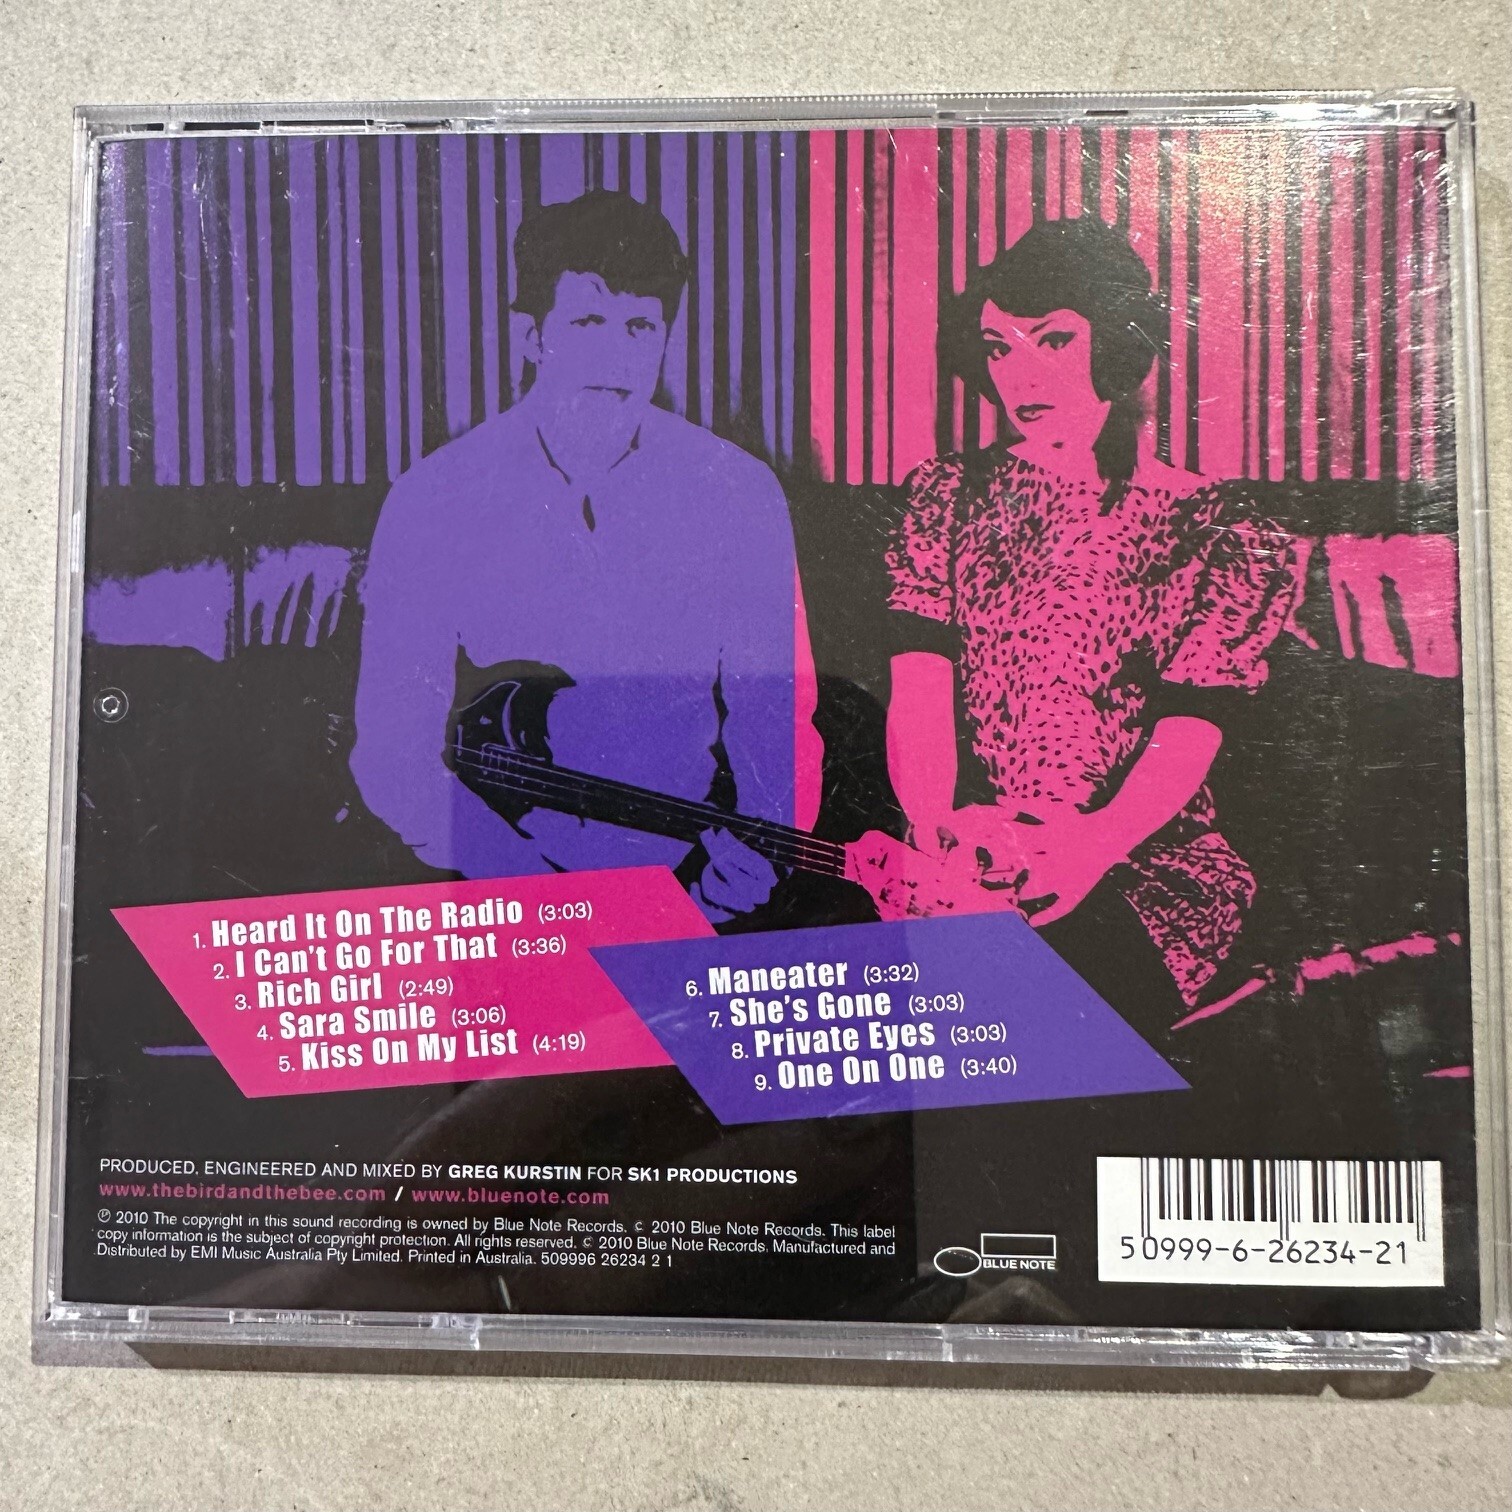 1. Heard It On The Radio (3:03)
2. I Can't Go For That (3:36)
3. Rich Girl (2:49)
4. Sara Smile (3:06)
5. Kiss On My List (4:19)
6. Maneater (3:32)
7. She's Gone (3:03)
8. Private Eyes (3:03)
9. One On One (3:40)
PRODUCED, ENGINEERED AND MIXED BY GREG KURSTIN FOR SK1 PRODUCTIONS
www.thebirdandthebee.com / www.bluenote.com
℗ 2010 The copyright in this sound recording is owned by Blue Note Records. © 2010 Blue Note Records. This label
copy information is the subject of copyright protection. All rights reserved. © 2010 Blue Note Records. Manufactured and
Distributed by EMI Music Australia Pty Limited. Printed in Australia. 509996 26234 2 1
BLUE NOTE
5 0999-6-26234-21